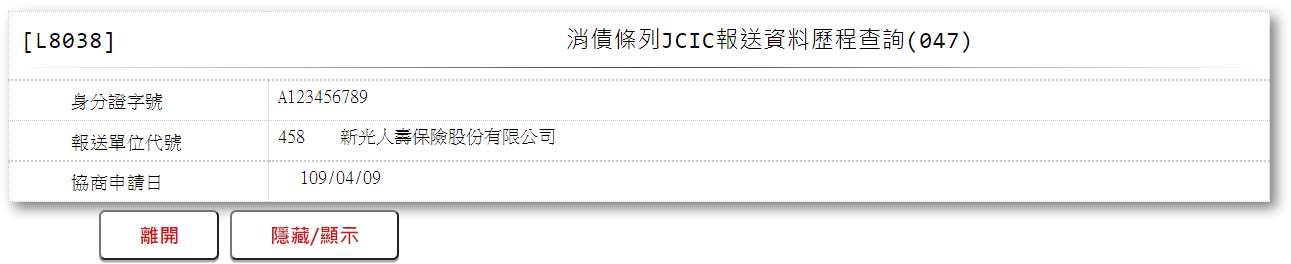 [L8038] 消債條列JCIC報送資料歷程查詢(047)
身分證字號 A123456789
報送單位代號 458 新光人壽保險股份有限公司
協商申請日 109/04/09
離開 隱藏/顯示